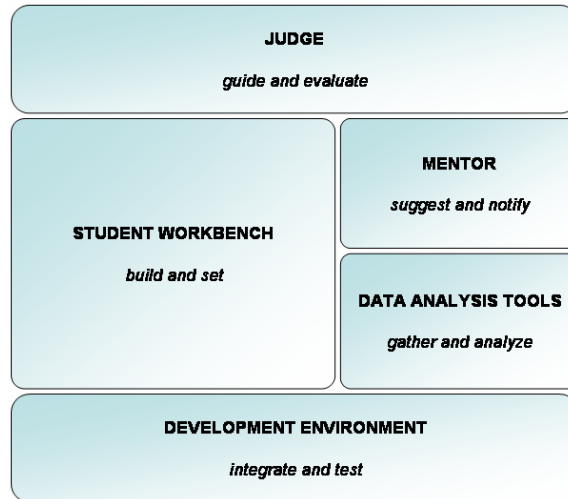 JUDGE
guide and evaluate
STUDENT WORKBENCH
build and set
MENTOR
suggest and notify
DATA ANALYSIS TOOLS
gather and analyze
DEVELOPMENT ENVIRONMENT
integrate and test